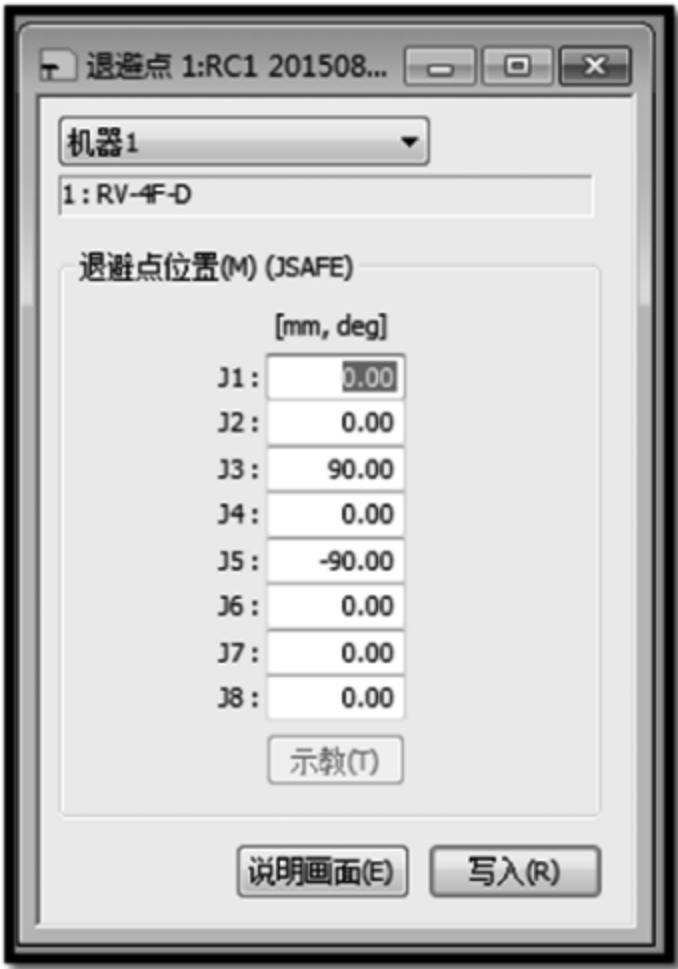 退避点 1:RC1 201508...
机器1
1 : RV-4F-D
退避点位置(M) (JSAFE)
[mm, deg]
J1 : 0.00
J2 : 0.00
J3 : 90.00
J4 : 0.00
J5 : -90.00
J6 : 0.00
J7 : 0.00
J8 : 0.00
示教(T)
说明画面(E) 写入(R)